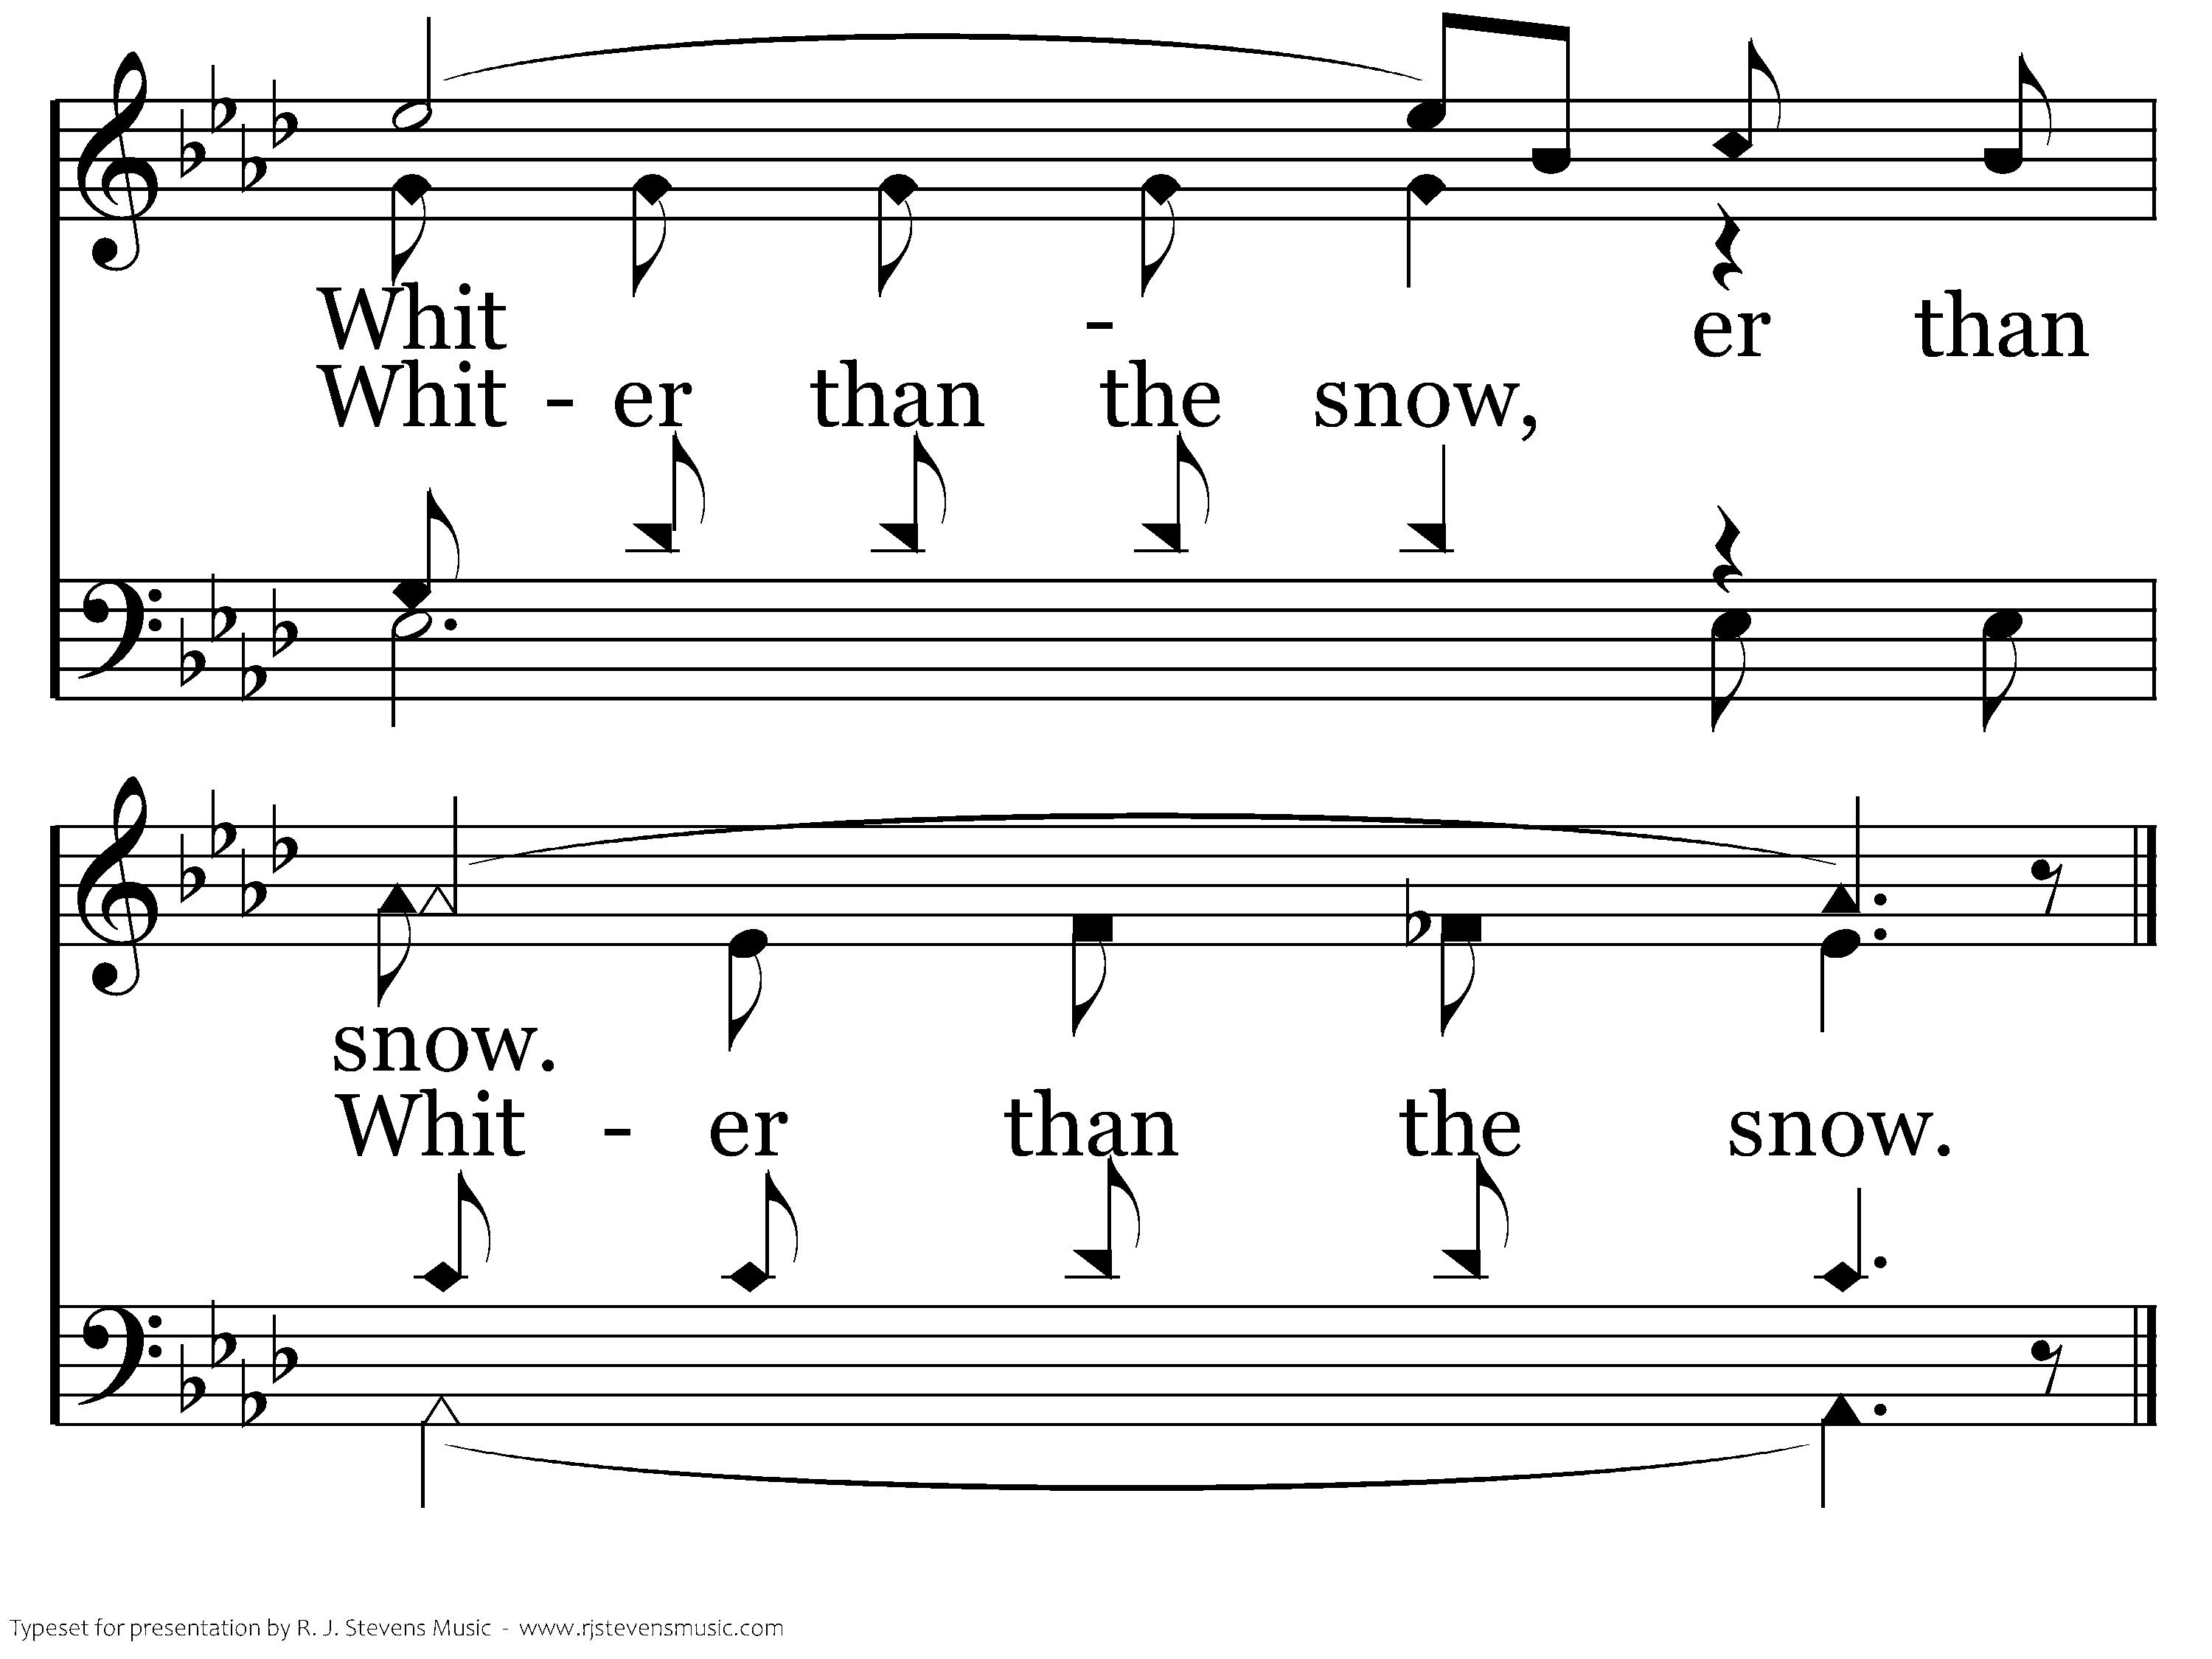 Whit - er than
Whit - er than the snow,
snow.
Whit - er than the snow.
Typeset for presentation by R. J. Stevens Music - www.rjstevensmusic.com